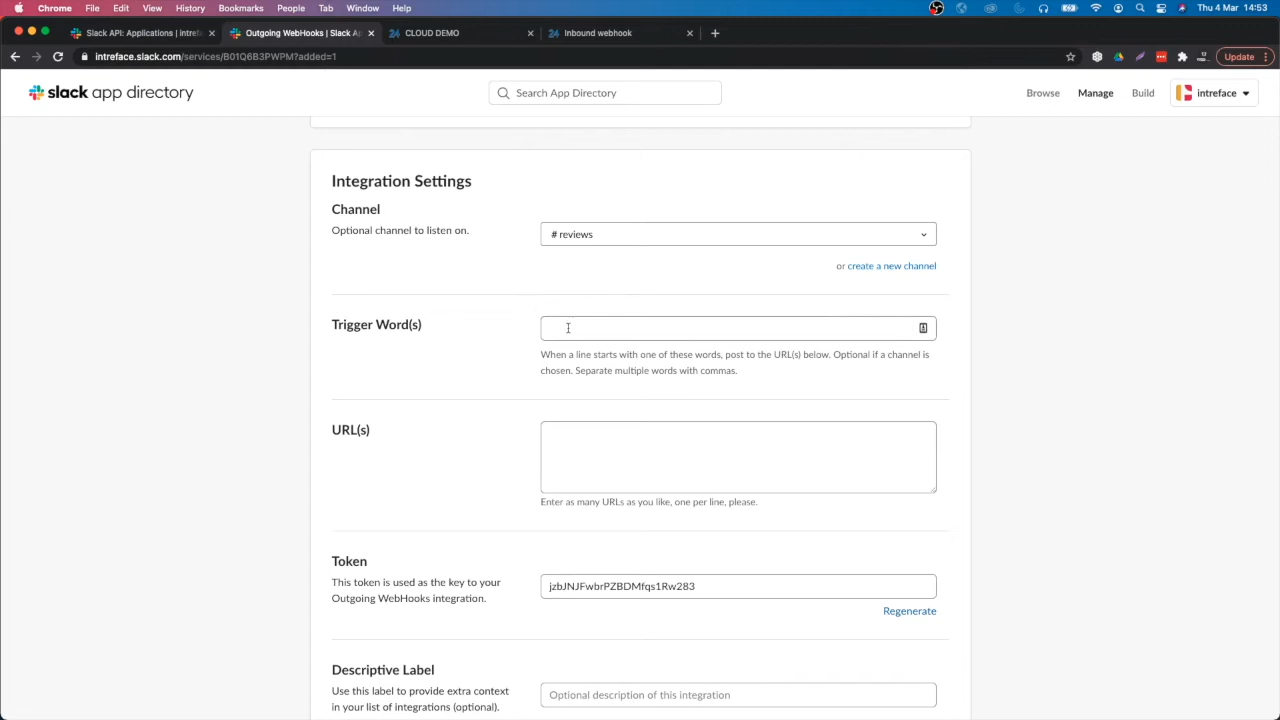 Chrome File Edit View History Bookmarks People Tab Window Help Thu 4 Mar 14:53
Slack API: Applications | intref
Outgoing WebHooks | Slack Ap
CLOUD DEMO
Inbound webhook
intreface.slack.com/services/B01Q6B3PWPM?added=1
Update
slack app directory
Search App Directory
Browse Manage Build intreface
Integration Settings
Channel
Optional channel to listen on.
# reviews
or create a new channel
Trigger Word(s)
When a line starts with one of these words, post to the URL(s) below. Optional if a channel is
chosen. Separate multiple words with commas.
URL(s)
Enter as many URLs as you like, one per line, please.
Token
This token is used as the key to your
Outgoing WebHooks integration.
jzbJNJFwbrPZBDMfqs1Rw283
Regenerate
Descriptive Label
Use this label to provide extra context
in your list of integrations (optional).
Optional description of this integration